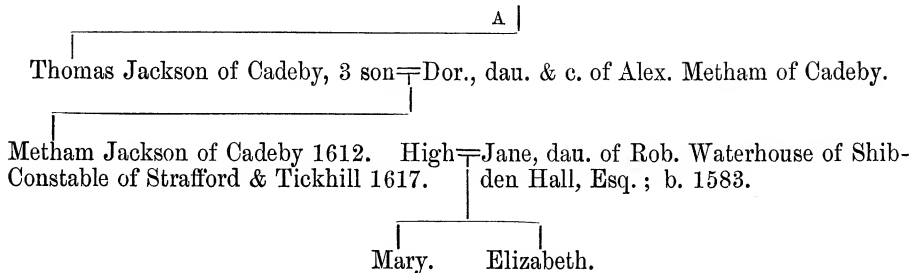 A
Thomas Jackson of Cadeby, 3 son=Dor., dau. & c. of Alex. Metham of Cadeby.
Metham Jackson of Cadeby 1612. High=Jane, dau. of Rob. Waterhouse of Shib-
Constable of Strafford & Tickhill 1617. den Hall, Esq.; b. 1583.
Mary. Elizabeth.